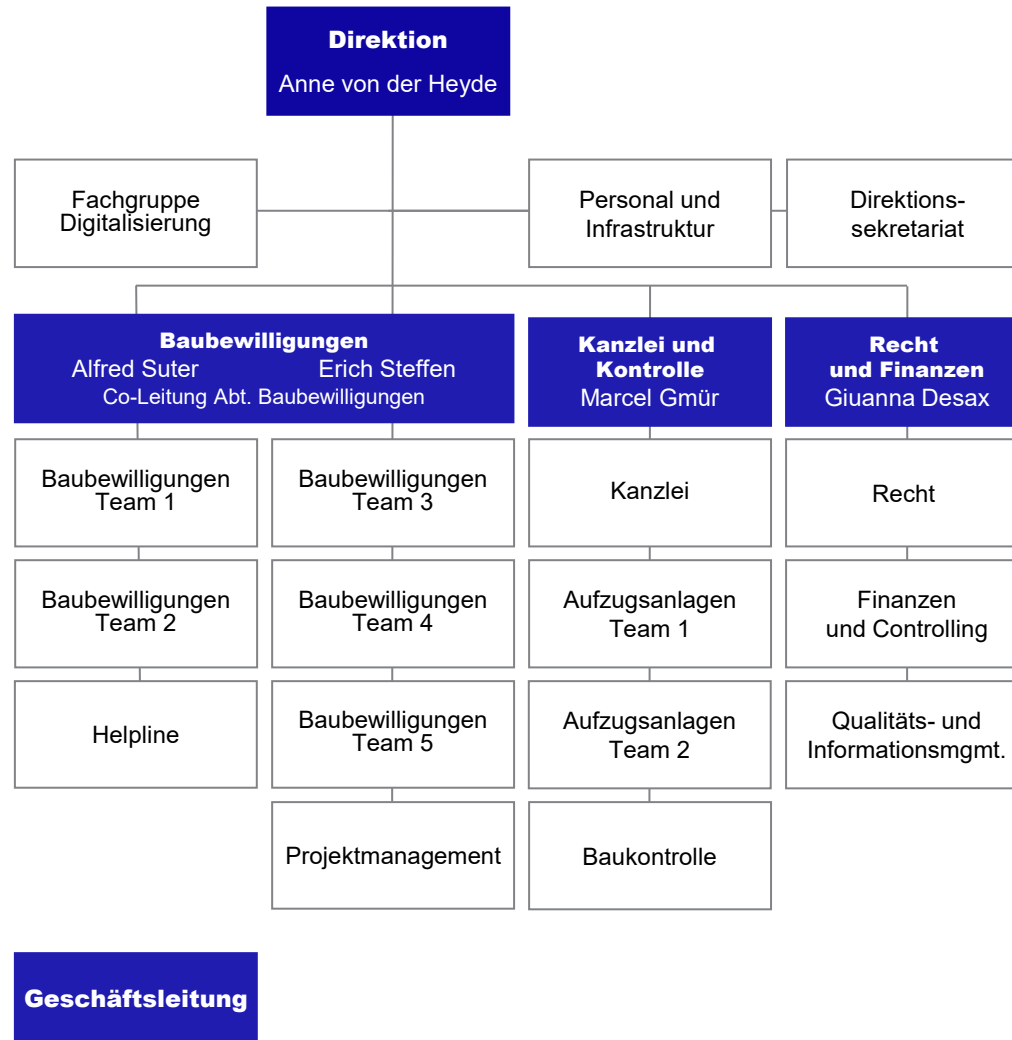 Direktion
Anne von der Heyde
Fachgruppe
Digitalisierung
Personal und
Infrastruktur
Direktions-
sekretariat
Baubewilligungen
Alfred Suter
Erich Steffen
Co-Leitung Abt. Baubewilligungen
Kanzlei und
Kontrolle
Marcel Gmür
Recht
und Finanzen
Giuanna Desax
Baubewilligungen
Team 1
Baubewilligungen
Team 3
Kanzlei
Recht
Baubewilligungen
Team 2
Baubewilligungen
Team 4
Aufzugsanlagen
Team 1
Finanzen
und Controlling
Helpline
Baubewilligungen
Team 5
Aufzugsanlagen
Team 2
Qualitäts- und
Informationsmgmt.
Projektmanagement
Baukontrolle
Geschäftsleitung